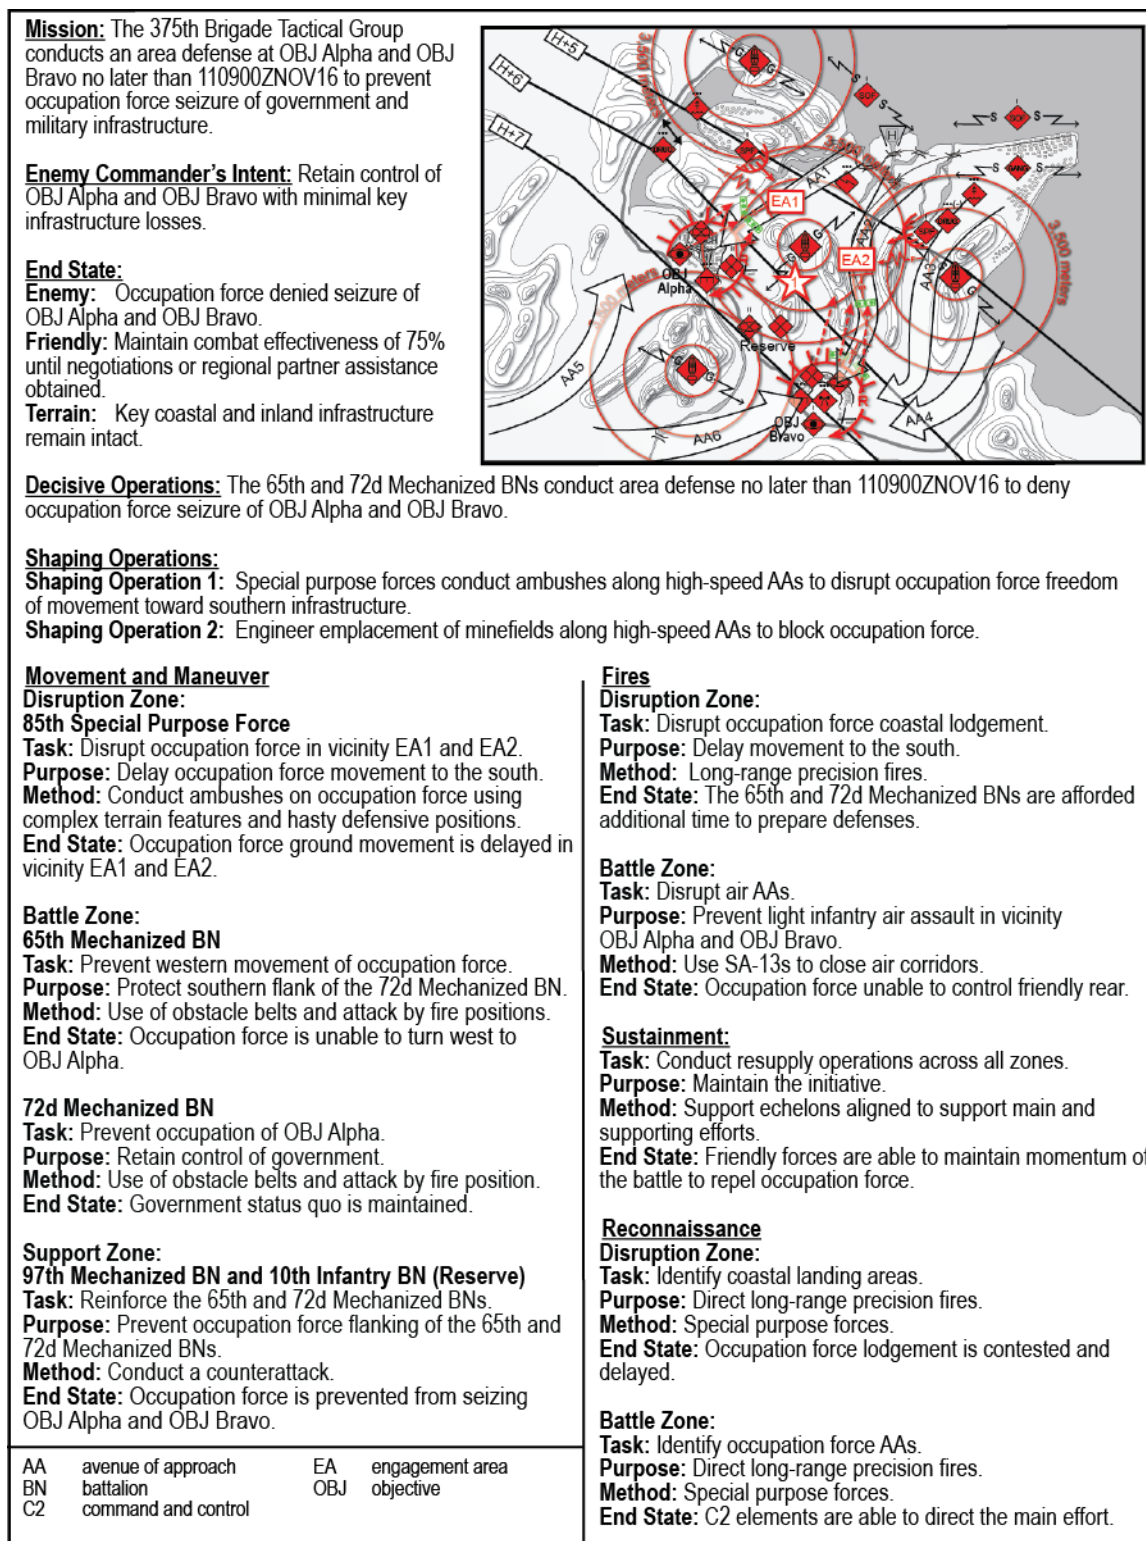 Mission: The 375th Brigade Tactical Group
conducts an area defense at OBJ Alpha and OBJ
Bravo no later than 110900ZNOV16 to prevent
occupation force seizure of government and
military infrastructure.
Enemy Commander's Intent: Retain control of
OBJ Alpha and OBJ Bravo with minimal key
infrastructure losses.
End State:
Enemy: Occupation force denied seizure of
OBJ Alpha and OBJ Bravo.
Friendly: Maintain combat effectiveness of 75%
until negotiations or regional partner assistance
obtained.
Terrain: Key coastal and inland infrastructure
remain intact.
H+5
H+6
H+7
3,500 meters
G
G
S
SOF
S
H
S
SOF
S
DRUG
SPF
AA1
3,500 meters
S
GANG
S
EA1
AA2
G
EA2
SPF
DRUG
AA3
G
3,500 meters
OBJ
Alpha
1
Reserve
G
G
AA5
AA6
R
OBJ
Bravo
AA4
Decisive Operations: The 65th and 72d Mechanized BNs conduct area defense no later than 110900ZNOV16 to deny
occupation force seizure of OBJ Alpha and OBJ Bravo.
Shaping Operations:
Shaping Operation 1: Special purpose forces conduct ambushes along high-speed AAs to disrupt occupation force freedom
of movement toward southern infrastructure.
Shaping Operation 2: Engineer emplacement of minefields along high-speed AAs to block occupation force.
Movement and Maneuver
Disruption Zone:
85th Special Purpose Force
Task: Disrupt occupation force in vicinity EA1 and EA2.
Purpose: Delay occupation force movement to the south.
Method: Conduct ambushes on occupation force using
complex terrain features and hasty defensive positions.
End State: Occupation force ground movement is delayed in
vicinity EA1 and EA2.
Battle Zone:
65th Mechanized BN
Task: Prevent western movement of occupation force.
Purpose: Protect southern flank of the 72d Mechanized BN.
Method: Use of obstacle belts and attack by fire positions.
End State: Occupation force is unable to turn west to
OBJ Alpha.
72d Mechanized BN
Task: Prevent occupation of OBJ Alpha.
Purpose: Retain control of government.
Method: Use of obstacle belts and attack by fire position.
End State: Government status quo is maintained.
Support Zone:
97th Mechanized BN and 10th Infantry BN (Reserve)
Task: Reinforce the 65th and 72d Mechanized BNs.
Purpose: Prevent occupation force flanking of the 65th and
72d Mechanized BNs.
Method: Conduct a counterattack.
End State: Occupation force is prevented from seizing
OBJ Alpha and OBJ Bravo.
AA avenue of approach EA engagement area
BN battalion OBJ objective
C2 command and control
Fires
Disruption Zone:
Task: Disrupt occupation force coastal lodgement.
Purpose: Delay movement to the south.
Method: Long-range precision fires.
End State: The 65th and 72d Mechanized BNs are afforded
additional time to prepare defenses.
Battle Zone:
Task: Disrupt air AAs.
Purpose: Prevent light infantry air assault in vicinity
OBJ Alpha and OBJ Bravo.
Method: Use SA-13s to close air corridors.
End State: Occupation force unable to control friendly rear.
Sustainment:
Task: Conduct resupply operations across all zones.
Purpose: Maintain the initiative.
Method: Support echelons aligned to support main and
supporting efforts.
End State: Friendly forces are able to maintain momentum of
the battle to repel occupation force.
Reconnaissance
Disruption Zone:
Task: Identify coastal landing areas.
Purpose: Direct long-range precision fires.
Method: Special purpose forces.
End State: Occupation force lodgement is contested and
delayed.
Battle Zone:
Task: Identify occupation force AAs.
Purpose: Direct long-range precision fires.
Method: Special purpose forces.
End State: C2 elements are able to direct the main effort.